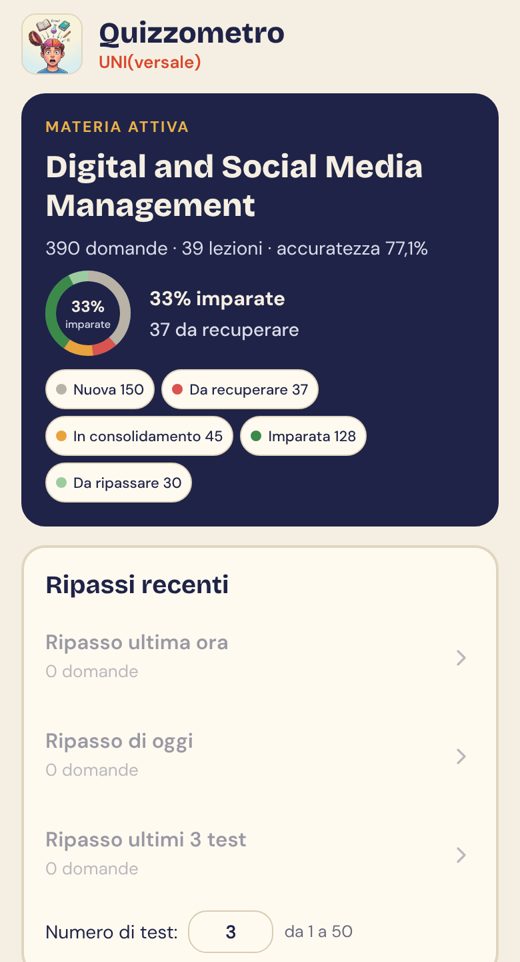 Quizzometro
UNI(versale)
MATERIA ATTIVA
Digital and Social Media
Management
390 domande · 39 lezioni · accuratezza 77,1%
33%
imparate
33% imparate
37 da recuperare
Nuova 150
Da recuperare 37
In consolidamento 45
Imparata 128
Da ripassare 30
Ripassi recenti
Ripasso ultima ora
0 domande
Ripasso di oggi
0 domande
Ripasso ultimi 3 test
0 domande
Numero di test: 3 da 1 a 50